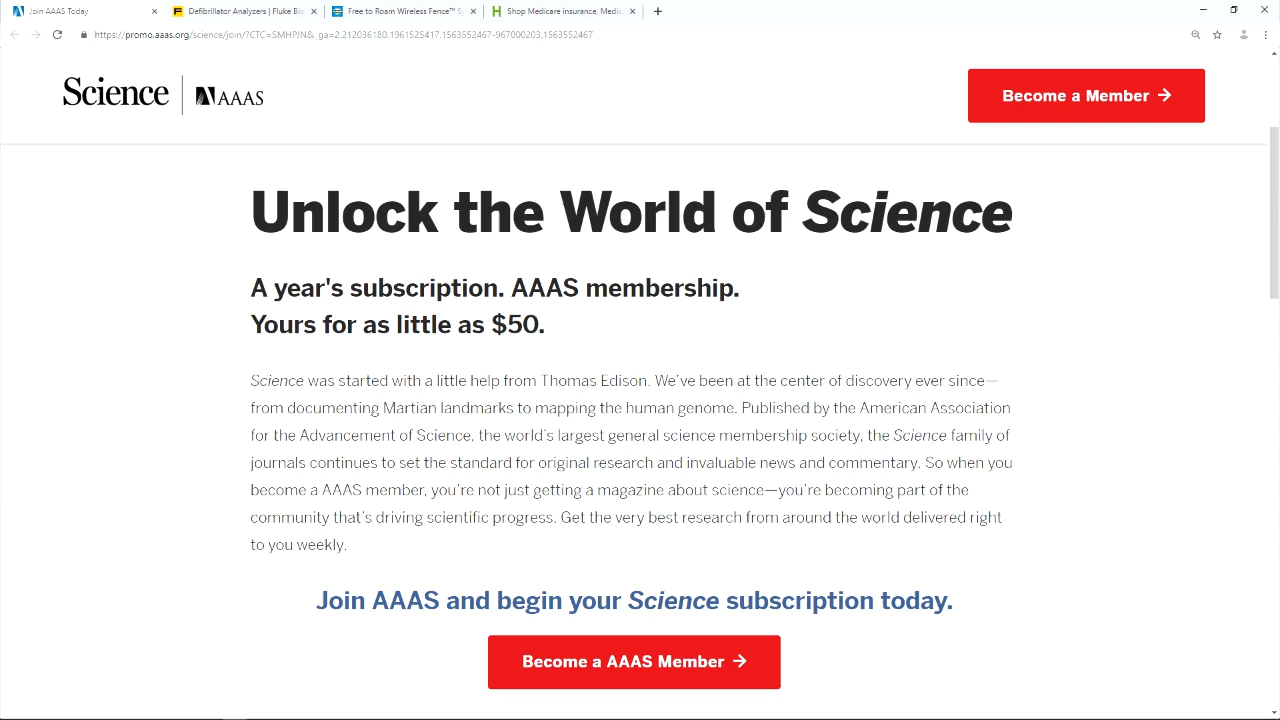 Join AAAS Today
Defibrillator Analyzers | Fluke Bio
Free to Roam Wireless Fence™ S
Shop Medicare insurance, Medic
https://promo.aaas.org/science/join/?CTC=SMHPJN&_ga=2.212036180.1961525417.1563552467-967000203.1563552467
Science
AAAS
Become a Member →
Unlock the World of Science
A year's subscription. AAAS membership.
Yours for as little as $50.
Science was started with a little help from Thomas Edison. We've been at the center of discovery ever since—
from documenting Martian landmarks to mapping the human genome. Published by the American Association
for the Advancement of Science, the world's largest general science membership society, the Science family of
journals continues to set the standard for original research and invaluable news and commentary. So when you
become a AAAS member, you're not just getting a magazine about science—you're becoming part of the
community that's driving scientific progress. Get the very best research from around the world delivered right
to you weekly.
Join AAAS and begin your Science subscription today.
Become a AAAS Member →